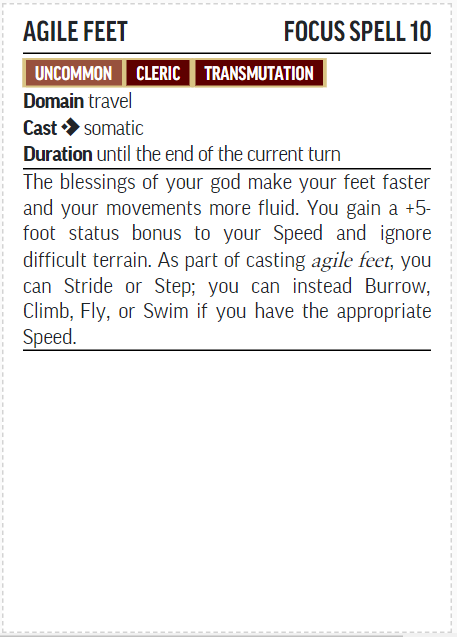 AGILE FEET FOCUS SPELL 10
UNCOMMON CLERIC TRANSMUTATION
Domain travel
Cast somatic
Duration until the end of the current turn
The blessings of your god make your feet faster
and your movements more fluid. You gain a +5-
foot status bonus to your Speed and ignore
difficult terrain. As part of casting agile feet, you
can Stride or Step; you can instead Burrow,
Climb, Fly, or Swim if you have the appropriate
Speed.